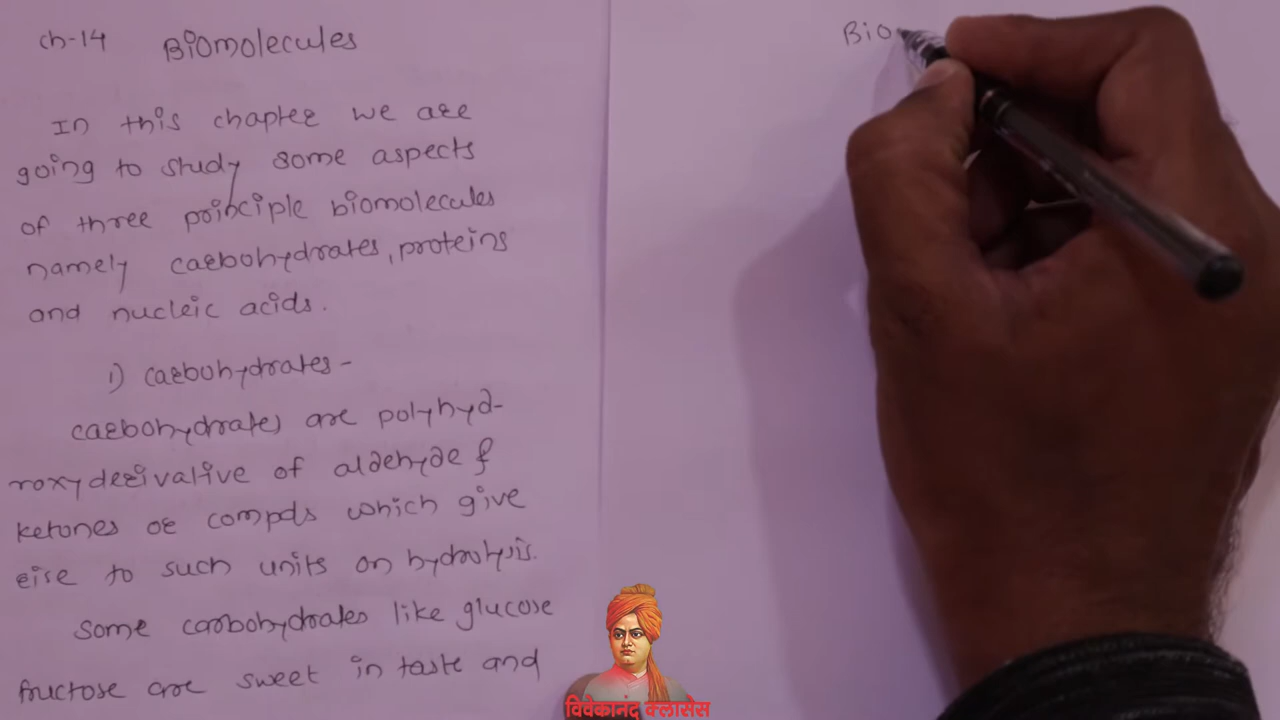 Ch-14 Biomolecules
In this chapter we are
going to study some aspects
of three principle biomolecules
namely carbohydrates, proteins
and nucleic acids.
1) carbohydrates-
carbohydrates are polyhyd-
roxy derivative of aldehyde &
ketones or compds which give
rise to such units on hydrolysis.
Some carbohydrates like glucose
fructose are sweet in taste and
Bio
विवेकानंद क्लासेस